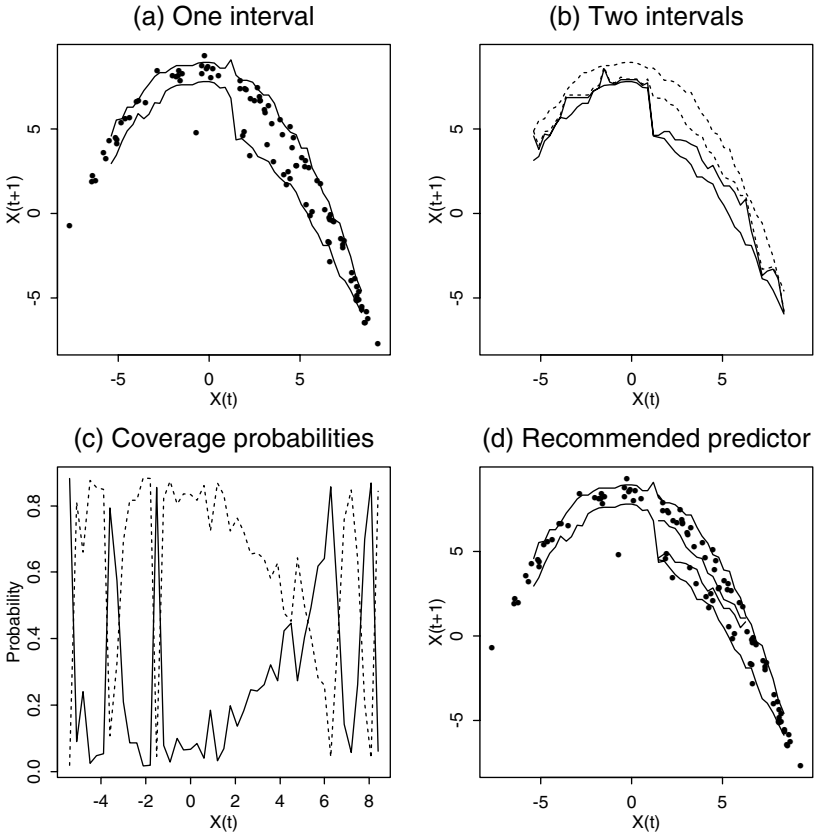 (a) One interval
X(t+1)
5
0
-5
-5 0 5
X(t)
(b) Two intervals
X(t+1)
5
0
-5
-5 0 5
X(t)
(c) Coverage probabilities
Probability
0.8
0.6
0.4
0.2
0.0
-4 -2 0 2 4 6 8
X(t)
(d) Recommended predictor
X(t+1)
5
0
-5
-5 0 5
X(t)